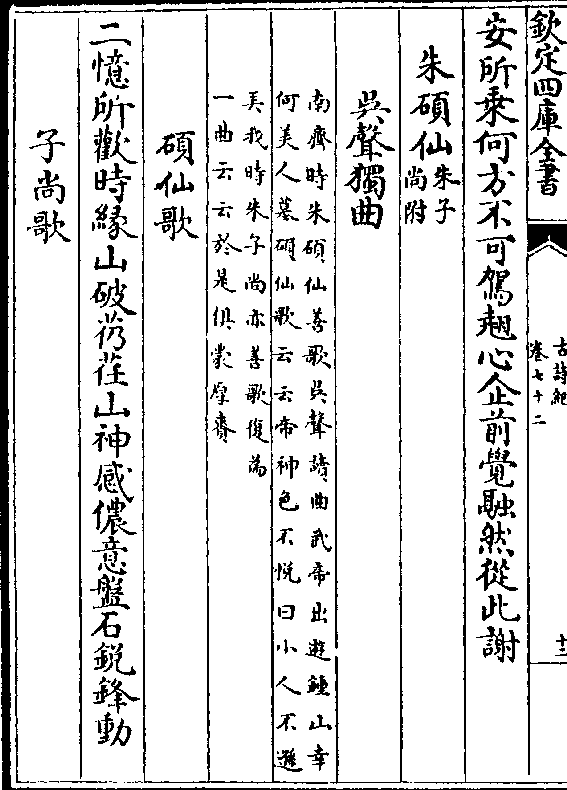 欽定四庫全書
古詩紀
卷七十二
十三
安所乗何方不可駕翹心企前覺融然從此謝
朱碩仙朱子
尚附
吳聲獨曲
南齊時朱碩仙善歌吳聲讀曲武帝出遊鍾山幸
何美人墓碩仙歌云云帝神色不悦曰小人不遜
弄我時朱子尚亦善歌復為
一曲云云於是俱蒙厚賚
碩仙歌
二憶所歡時緣山破芿荏山神感儂意盤石銳鋒動
子尚歌